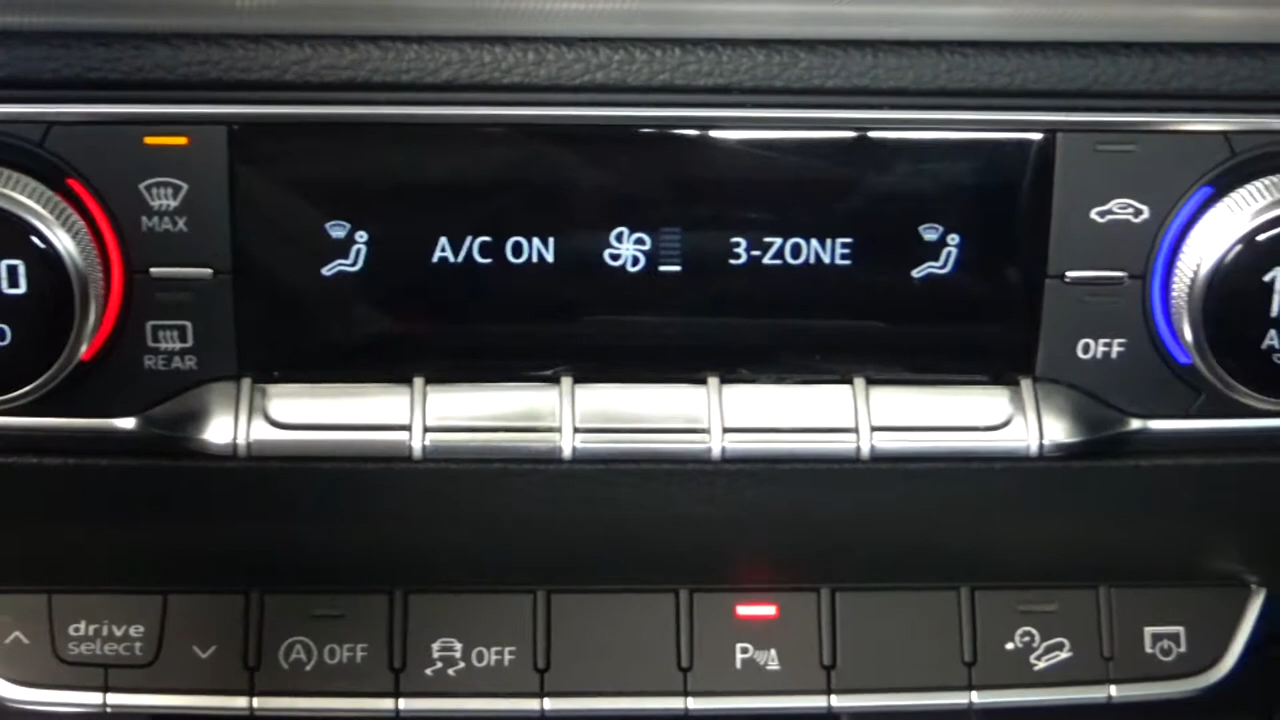 MAX
A/C ON
3-ZONE
REAR
OFF
drive
select
(A) OFF
OFF
P